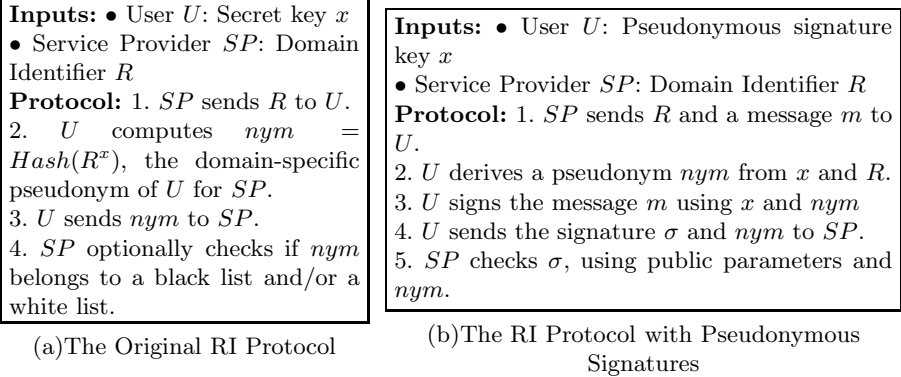 Inputs: • User U: Secret key x
• Service Provider SP: Domain
Identifier R
Protocol: 1. SP sends R to U.
2. U computes nym =
Hash(R^x), the domain-specific
pseudonym of U for SP.
3. U sends nym to SP.
4. SP optionally checks if nym
belongs to a black list and/or a
white list.
(a)The Original RI Protocol
Inputs: • User U: Pseudonymous signature
key x
• Service Provider SP: Domain Identifier R
Protocol: 1. SP sends R and a message m to
U.
2. U derives a pseudonym nym from x and R.
3. U signs the message m using x and nym
4. U sends the signature σ and nym to SP.
5. SP checks σ, using public parameters and
nym.
(b)The RI Protocol with Pseudonymous
Signatures